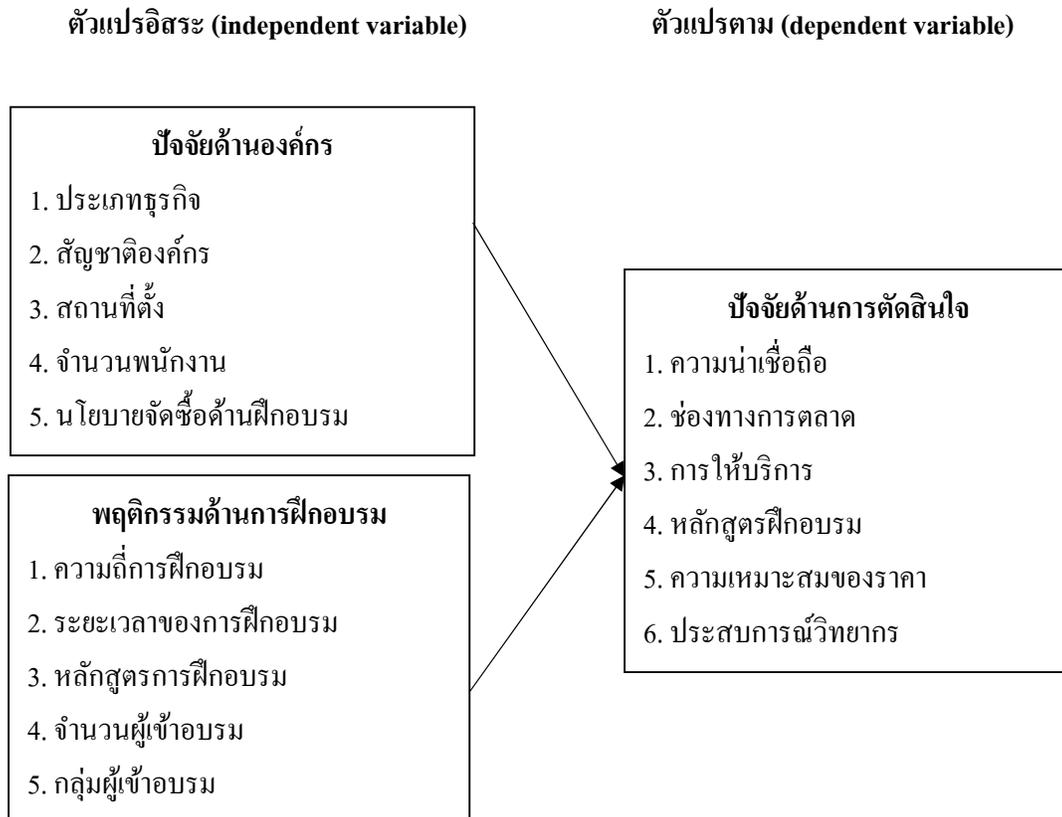 ตัวแปรอิสระ (independent variable)
ตัวแปรตาม (dependent variable)
ปัจจัยด้านองค์กร
1. ประเภทธุรกิจ
2. สัญชาติองค์กร
3. สถานที่ตั้ง
4. จำนวนพนักงาน
5. นโยบายจัดซื้อด้านฝึกอบรม
พฤติกรรมด้านการฝึกอบรม
1. ความถี่การฝึกอบรม
2. ระยะเวลาของการฝึกอบรม
3. หลักสูตรการฝึกอบรม
4. จำนวนผู้เข้าอบรม
5. กลุ่มผู้เข้าอบรม
ปัจจัยด้านการตัดสินใจ
1. ความน่าเชื่อถือ
2. ช่องทางการตลาด
3. การให้บริการ
4. หลักสูตรฝึกอบรม
5. ความเหมาะสมของราคา
6. ประสบการณ์วิทยากร